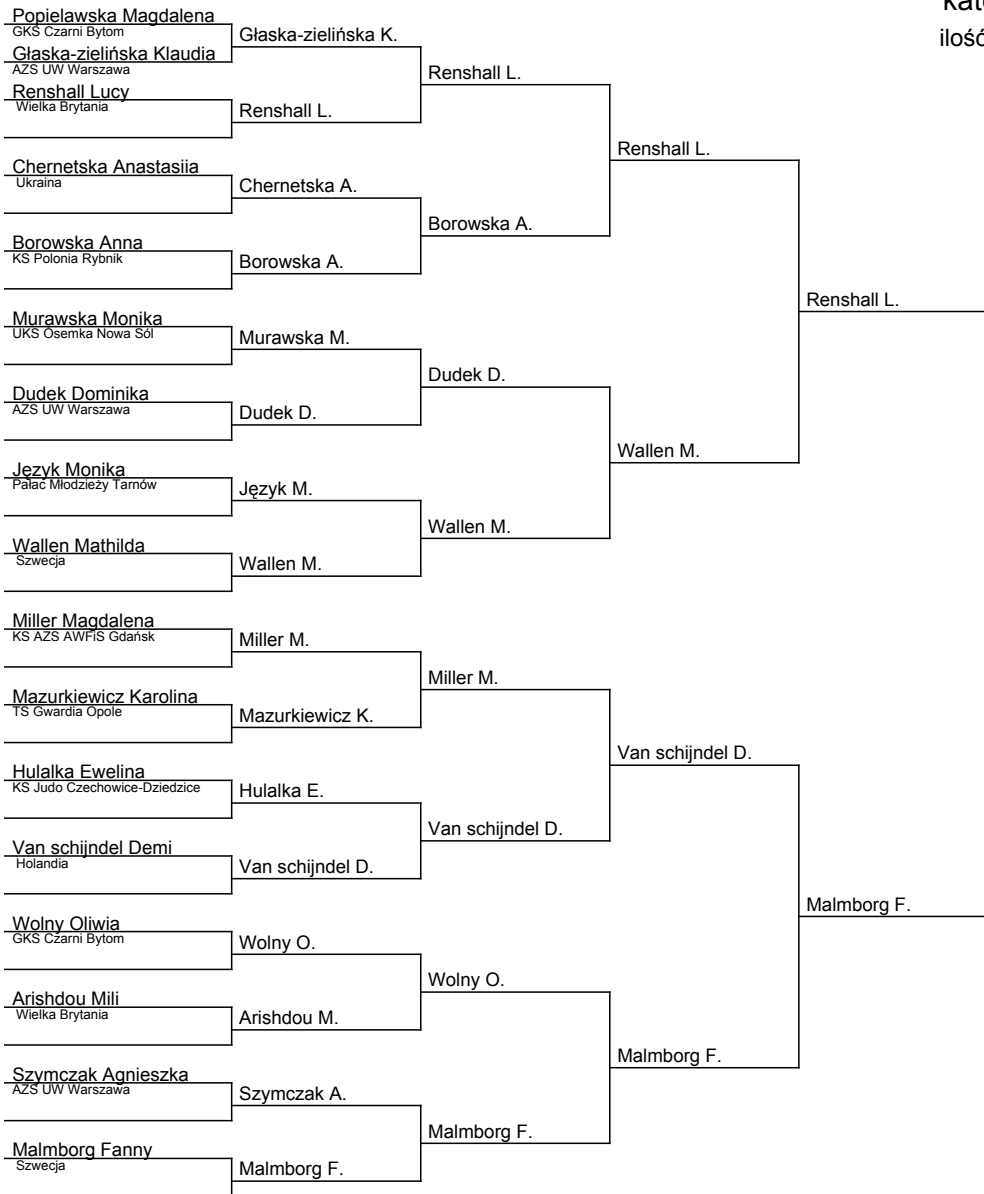 kat
ilość
Popielawska Magdalena
GKS Czarni Bytom
Głaska-zielińska Klaudia
AZS UW Warszawa
Renshall Lucy
Wielka Brytania
Chernetska Anastasiia
Ukraina
Borowska Anna
KS Polonia Rybnik
Murawska Monika
UKS Ósemka Nowa Sól
Dudek Dominika
AZS UW Warszawa
Język Monika
Pałac Młodzieży Tarnów
Wallen Mathilda
Szwecja
Miller Magdalena
KS AZS AWFiS Gdańsk
Mazurkiewicz Karolina
TS Gwardia Opole
Hulalka Ewelina
KS Judo Czechowice-Dziedzice
Van schijndel Demi
Holandia
Wolny Oliwia
GKS Czarni Bytom
Arishdou Mili
Wielka Brytania
Szymczak Agnieszka
AZS UW Warszawa
Malmborg Fanny
Szwecja
Głaska-zielińska K.
Renshall L.
Chernetska A.
Borowska A.
Murawska M.
Dudek D.
Język M.
Wallen M.
Miller M.
Mazurkiewicz K.
Hulalka E.
Van schijndel D.
Wolny O.
Arishdou M.
Szymczak A.
Malmborg F.
Renshall L.
Borowska A.
Dudek D.
Wallen M.
Miller M.
Van schijndel D.
Wolny O.
Malmborg F.
Renshall L.
Wallen M.
Van schijndel D.
Malmborg F.
Renshall L.
Malmborg F.